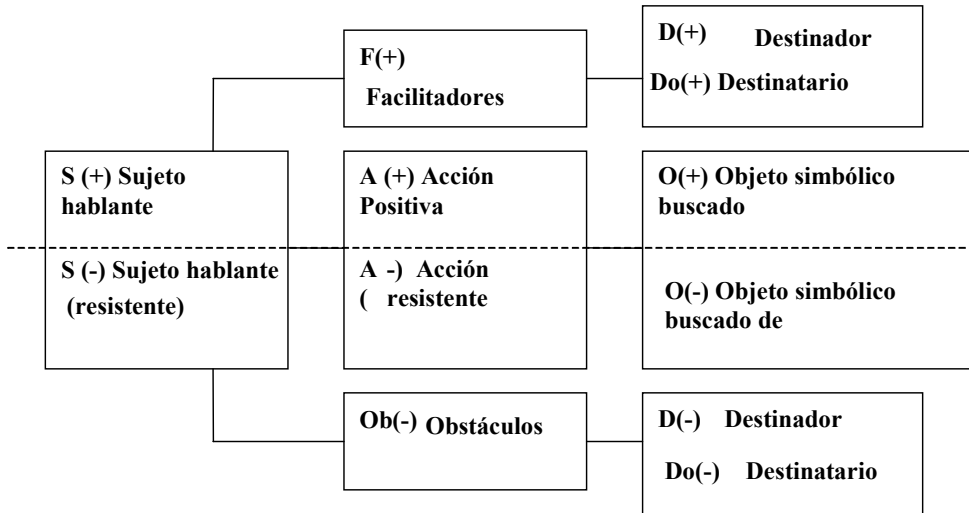 F(+)
Facilitadores
D(+) Destinador
Do(+) Destinatario
S (+) Sujeto
hablante
A (+) Acción
Positiva
O(+) Objeto simbólico
buscado
S (-) Sujeto hablante
(resistente)
A -) Acción
( resistente
O(-) Objeto simbólico
buscado de
Ob(-) Obstáculos
D(-) Destinador
Do(-) Destinatario